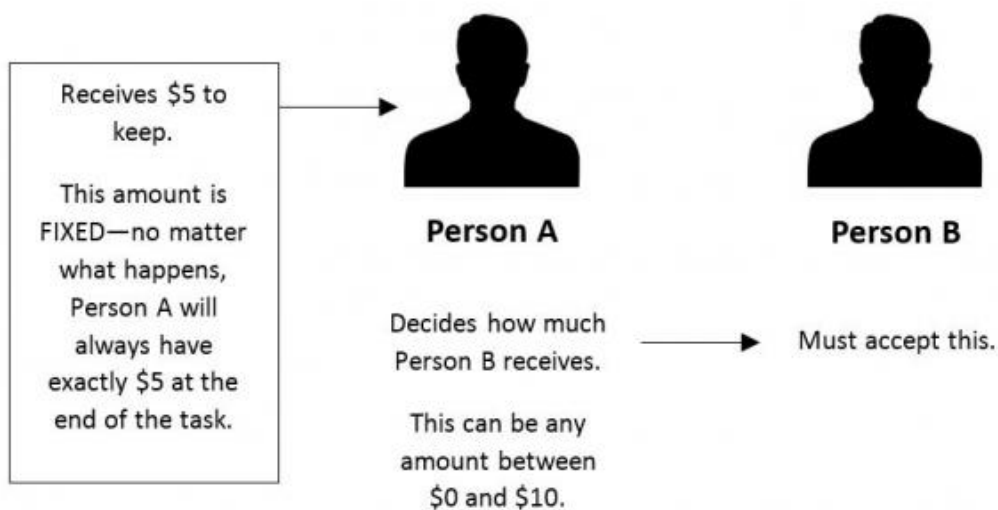 Receives $5 to
keep.
This amount is
FIXED—no matter
what happens,
Person A will
always have
exactly $5 at the
end of the task.
Person A
Decides how much
Person B receives.
This can be any
amount between
$0 and $10.
Person B
Must accept this.